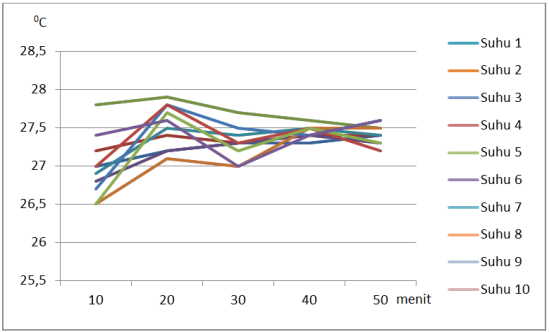 ⁰C
28,5
28
27,5
27
26,5
26
25,5
10 20 30 40 50 menit
Suhu 1
Suhu 2
Suhu 3
Suhu 4
Suhu 5
Suhu 6
Suhu 7
Suhu 8
Suhu 9
Suhu 10